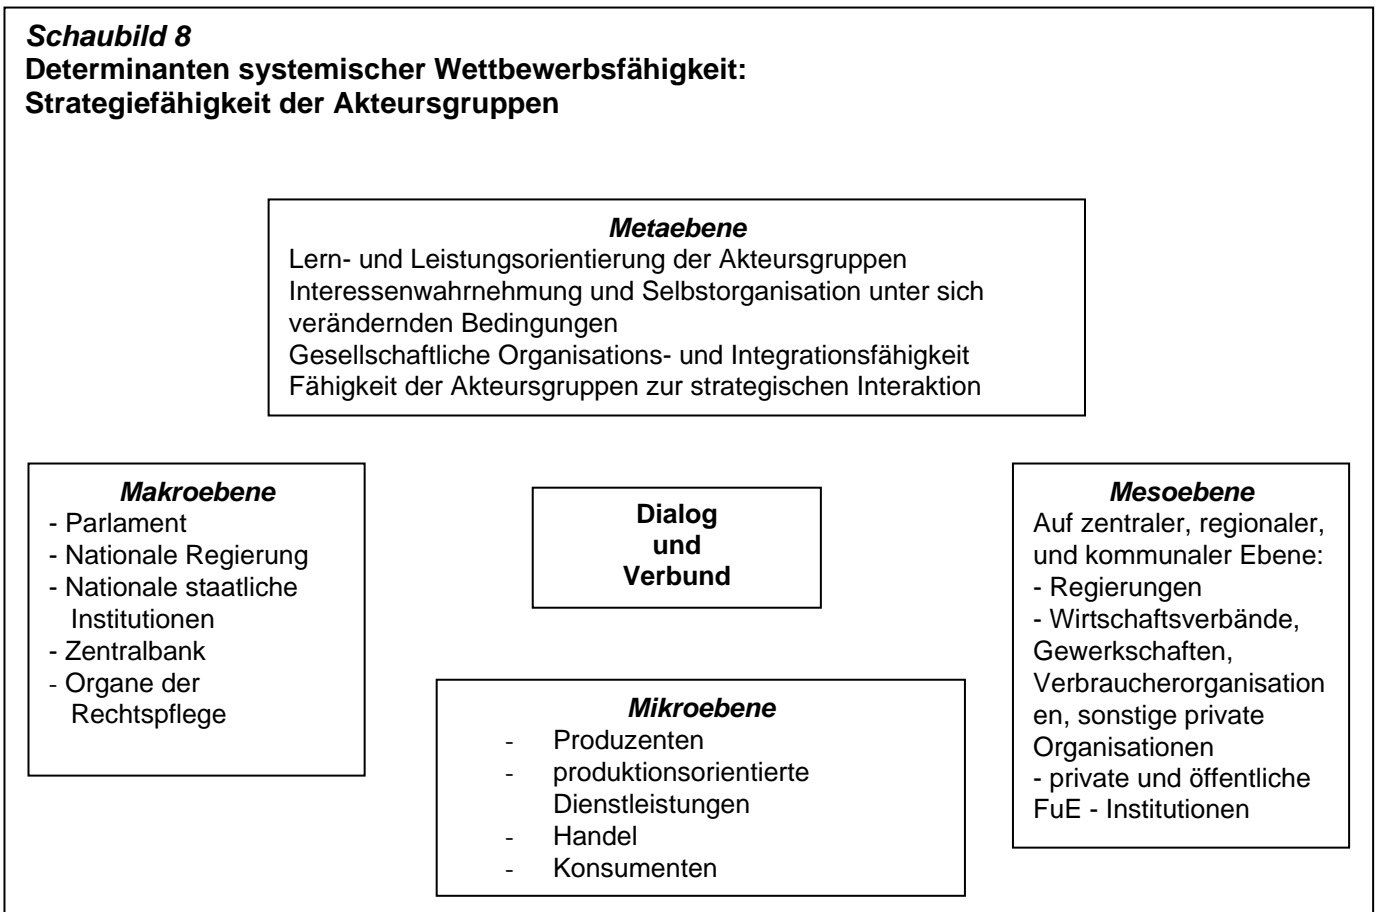 Schaubild 8
Determinanten systemischer Wettbewerbsfähigkeit:
Strategiefähigkeit der Akteursgruppen
Metaebene
Lern- und Leistungsorientierung der Akteursgruppen
Interessenwahrnehmung und Selbstorganisation unter sich
verändernden Bedingungen
Gesellschaftliche Organisations- und Integrationsfähigkeit
Fähigkeit der Akteursgruppen zur strategischen Interaktion
Makroebene
- Parlament
- Nationale Regierung
- Nationale staatliche
Institutionen
- Zentralbank
- Organe der
Rechtspflege
Dialog
und
Verbund
Mesoebene
Auf zentraler, regionaler,
und kommunaler Ebene:
- Regierungen
- Wirtschaftsverbände,
Gewerkschaften,
Verbraucherorganisation
en, sonstige private
Organisationen
- private und öffentliche
FuE - Institutionen
Mikroebene
- Produzenten
- produktionsorientierte
Dienstleistungen
- Handel
- Konsumenten